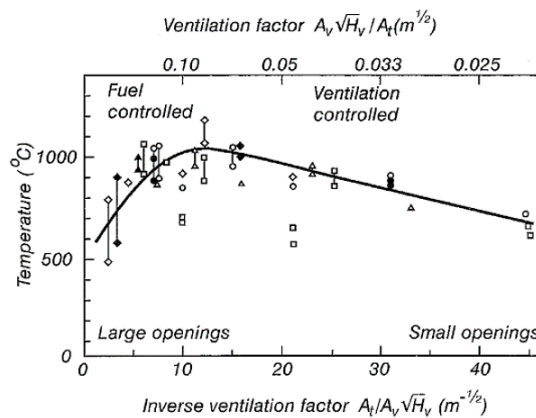 Ventilation factor A_v√H_v/A_t(m^½)
0.10 0.05 0.033 0.025
Fuel controlled
Ventilation controlled
Temperature (°C)
1000
500
0
Large openings
Small openings
0 10 20 30 40
Inverse ventilation factor A_t/A_v√H_v (m^-½)